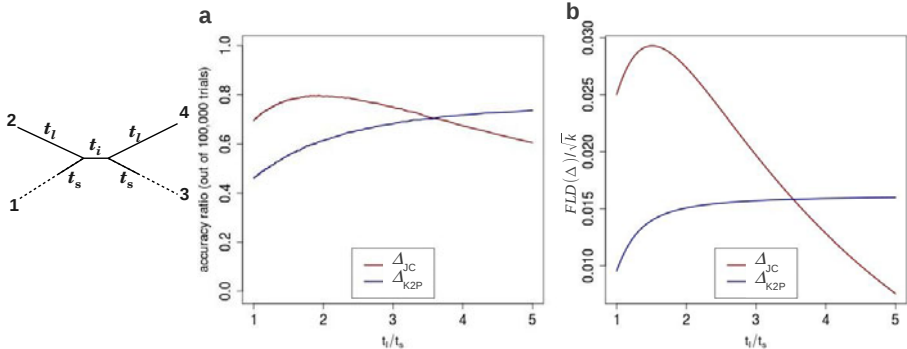 2
t_l
t_i
t_l
4
t_s
t_s
1
3
a
accuracy ratio (out of 100,000 trials)
1.0
0.8
0.6
0.4
0.2
0.0
Δ_JC
Δ_K2P
1 2 3 4 5
t_l/t_s
b
FLD(Δ)/√k
0.030
0.025
0.020
0.015
0.010
Δ_JC
Δ_K2P
1 2 3 4 5
t_l/t_s